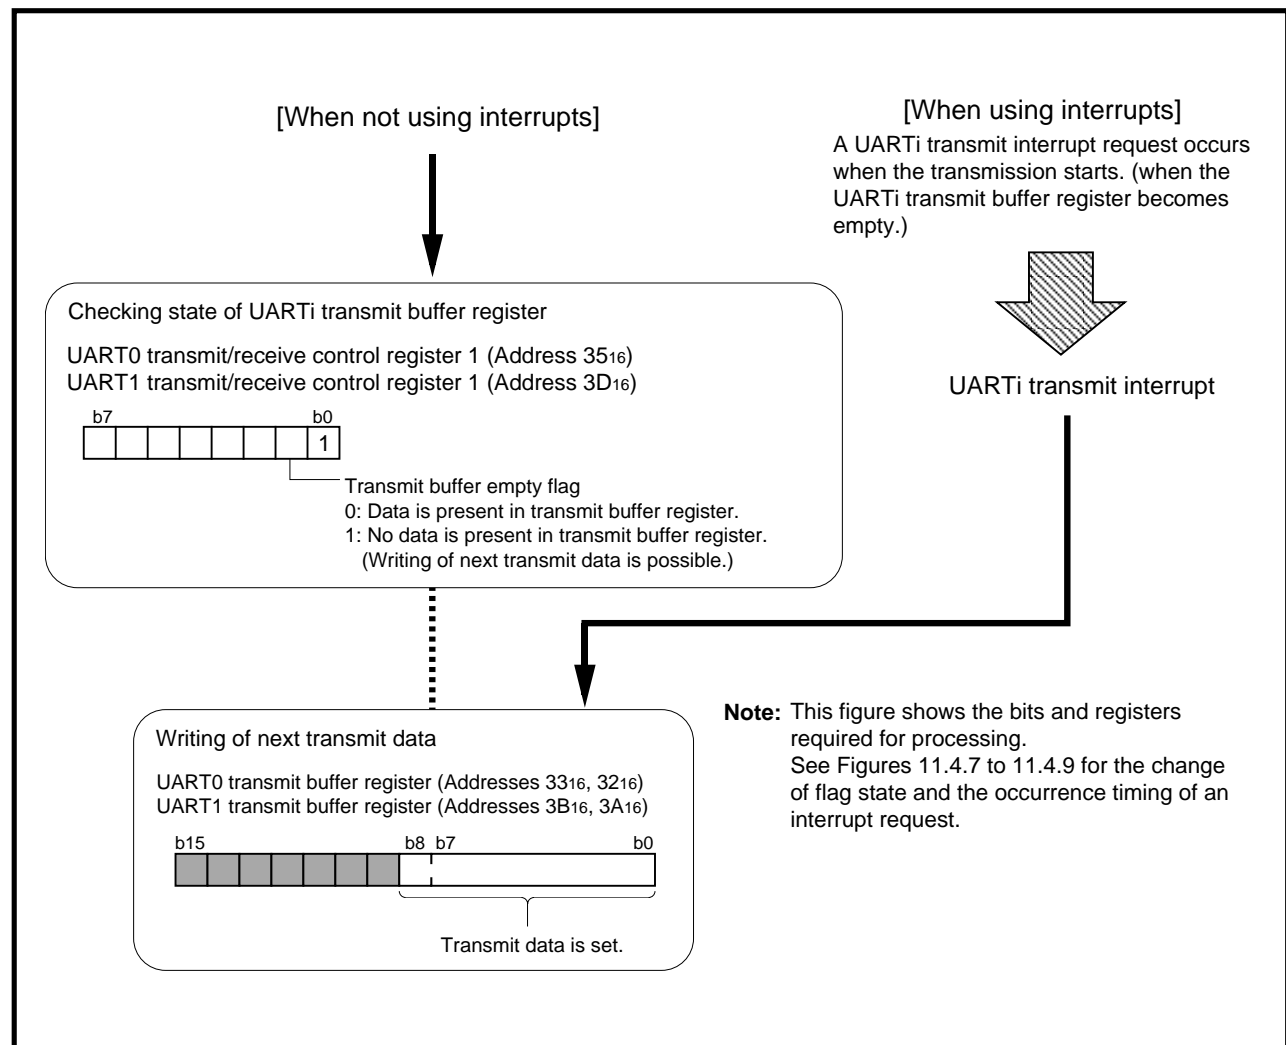 [When not using interrupts]
[When using interrupts]
A UARTi transmit interrupt request occurs
when the transmission starts. (when the
UARTi transmit buffer register becomes
empty.)
Checking state of UARTi transmit buffer register
UART0 transmit/receive control register 1 (Address 35₁₆)
UART1 transmit/receive control register 1 (Address 3D₁₆)
b7 b0
1
Transmit buffer empty flag
0: Data is present in transmit buffer register.
1: No data is present in transmit buffer register.
(Writing of next transmit data is possible.)
UARTi transmit interrupt
Writing of next transmit data
UART0 transmit buffer register (Addresses 33₁₆, 32₁₆)
UART1 transmit buffer register (Addresses 3B₁₆, 3A₁₆)
b15 b8 b7 b0
Transmit data is set.
Note: This figure shows the bits and registers
required for processing.
See Figures 11.4.7 to 11.4.9 for the change
of flag state and the occurrence timing of an
interrupt request.